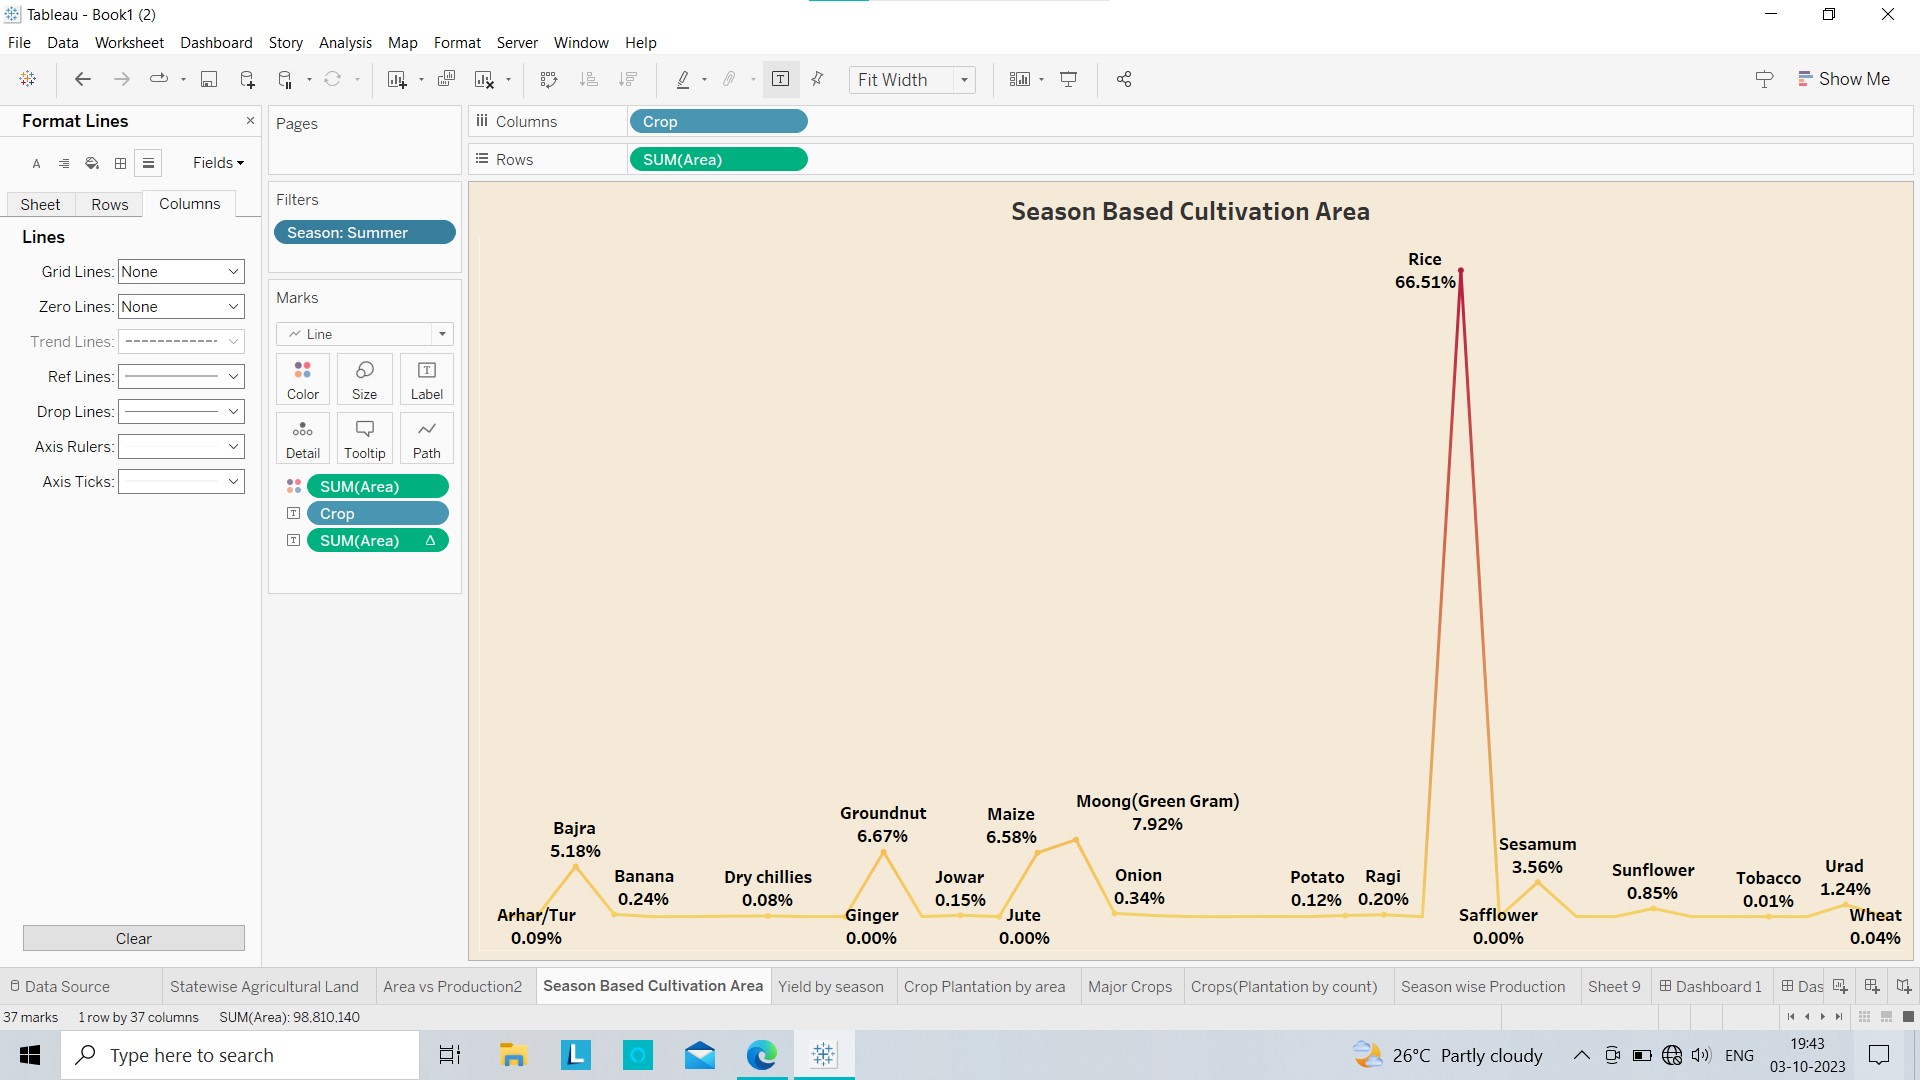 Tableau - Book1 (2)
File Data Worksheet Dashboard Story Analysis Map Format Server Window Help
Fit Width
Show Me
Format Lines
Fields
Sheet Rows Columns
Lines
Grid Lines: None
Zero Lines: None
Trend Lines:
Ref Lines:
Drop Lines:
Axis Rulers:
Axis Ticks:
Clear
Pages
Filters
Season: Summer
Marks
Line
Color Size Label
Detail Tooltip Path
SUM(Area)
Crop
SUM(Area)
Columns Crop
Rows SUM(Area)
Season Based Cultivation Area
Rice
66.51%
Moong(Green Gram)
7.92%
Groundnut
6.67%
Maize
6.58%
Bajra
5.18%
Sesamum
3.56%
Banana
0.24%
Dry chillies
0.08%
Jowar
0.15%
Onion
0.34%
Potato
0.12%
Ragi
0.20%
Sunflower
0.85%
Tobacco
0.01%
Urad
1.24%
Arhar/Tur
0.09%
Ginger
0.00%
Jute
0.00%
Safflower
0.00%
Wheat
0.04%
Data Source Statewise Agricultural Land Area vs Production2 Season Based Cultivation Area Yield by season Crop Plantation by area Major Crops Crops(Plantation by count) Season wise Production Sheet 9 Dashboard 1 Das
37 marks 1 row by 37 columns SUM(Area): 98,810,140
Type here to search
L
26°C Partly cloudy
ENG
19:43
03-10-2023